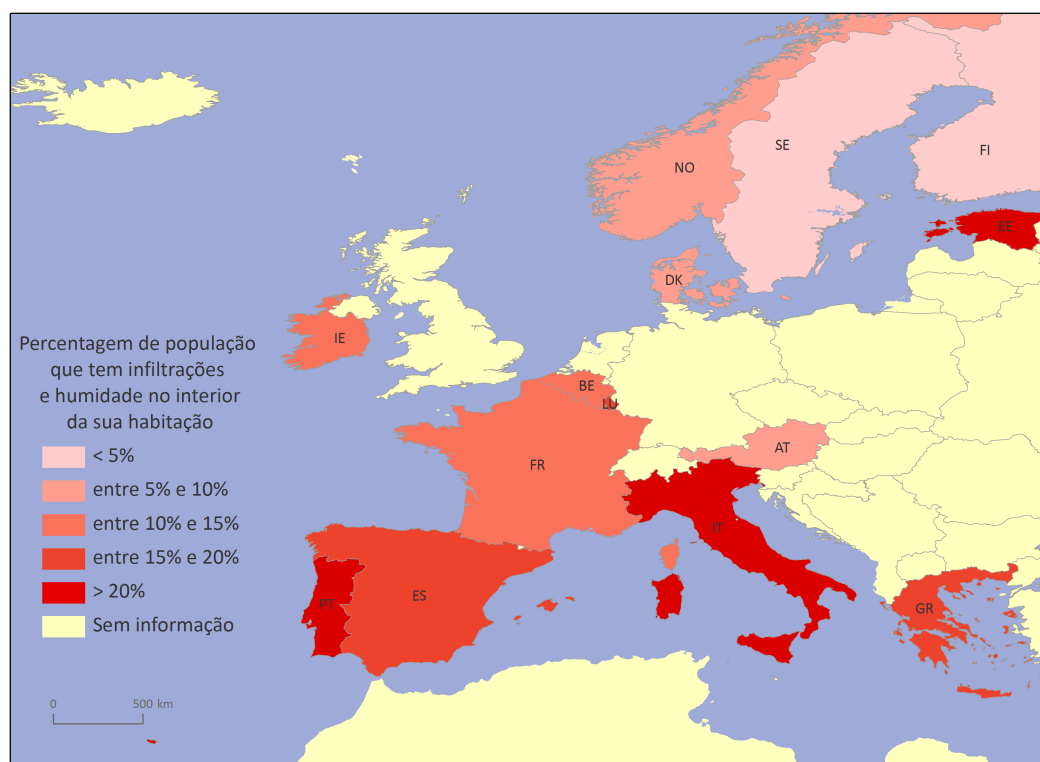 NO
SE
FI
EE
DK
IE
BE
LU
FR
AT
IT
PT
ES
GR
Percentagem de população
que tem infiltrações
e humidade no interior
da sua habitação
< 5%
entre 5% e 10%
entre 10% e 15%
entre 15% e 20%
> 20%
Sem informação
0 500 km